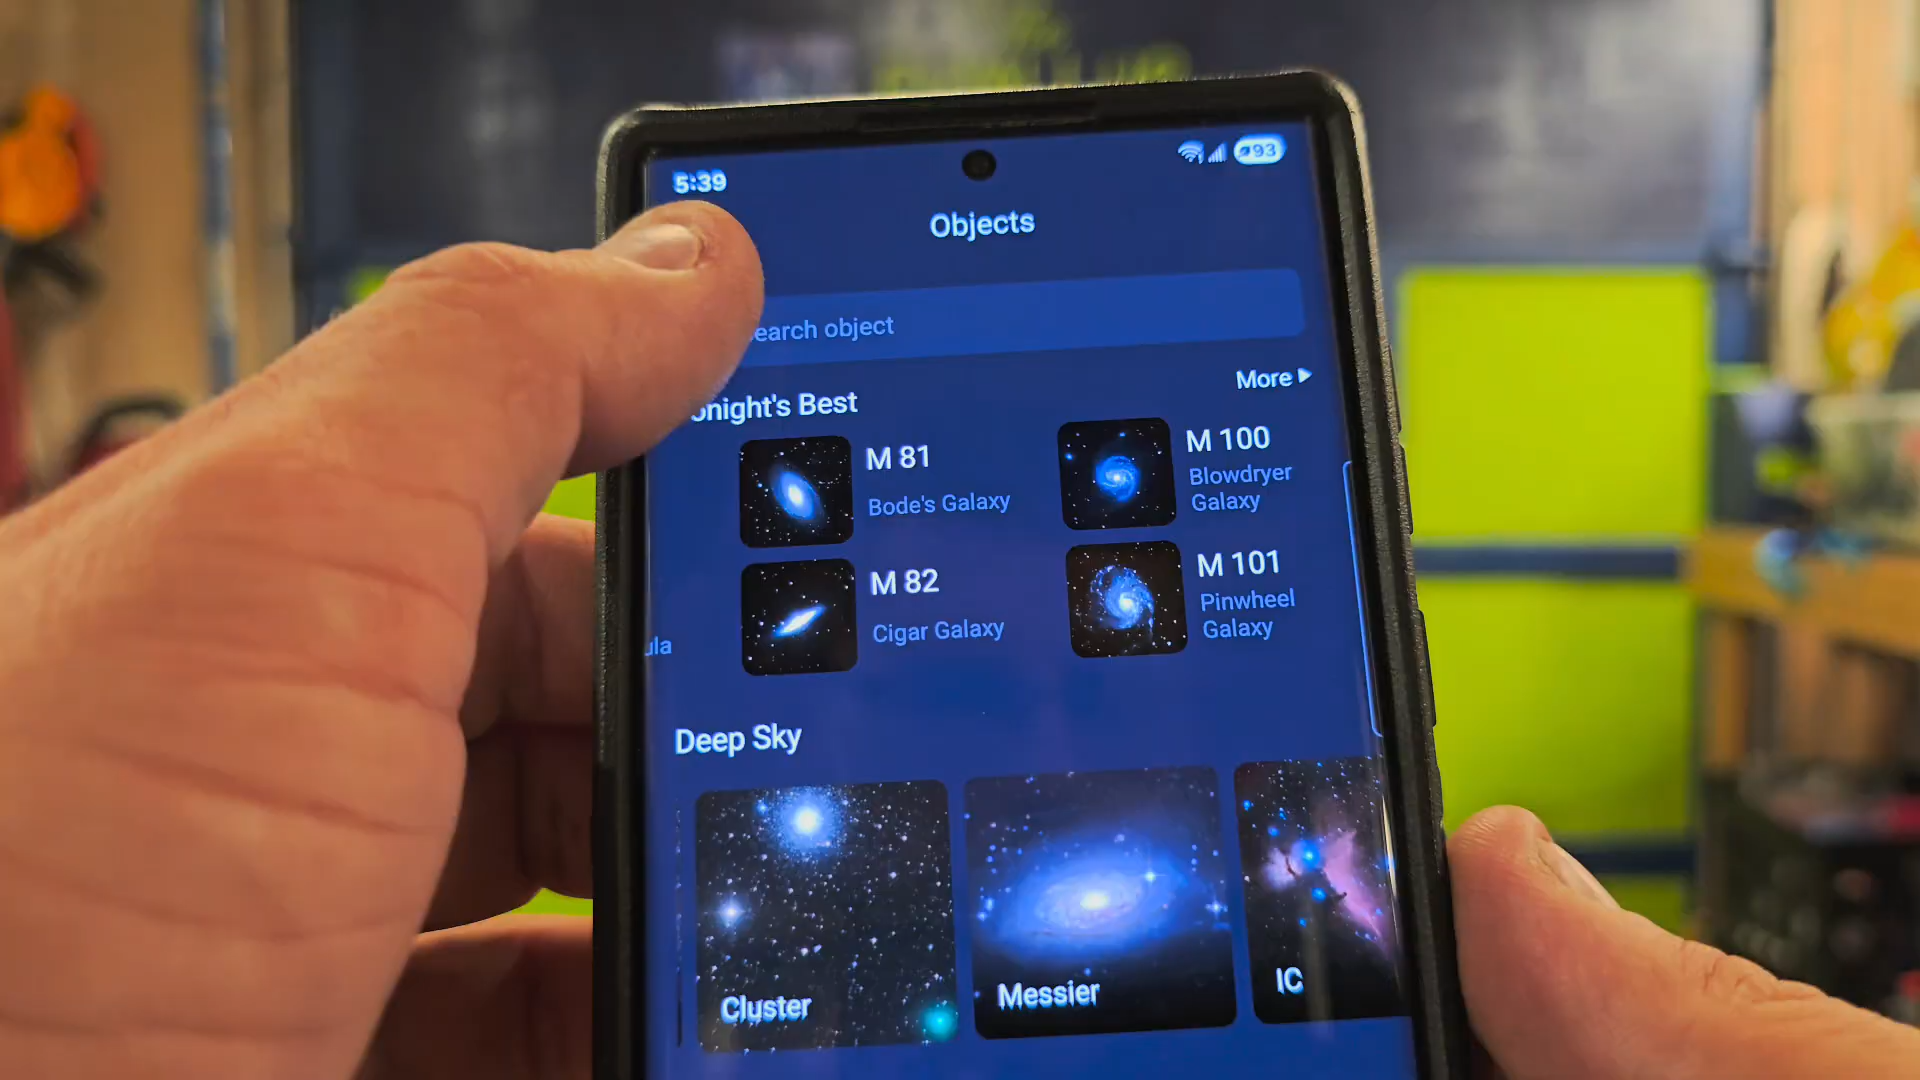 5:39
93
Objects
earch object
onight's Best
More
M 81
Bode's Galaxy
M 100
Blowdryer
Galaxy
M 82
Cigar Galaxy
M 101
Pinwheel
Galaxy
ula
Deep Sky
Cluster
Messier
IC